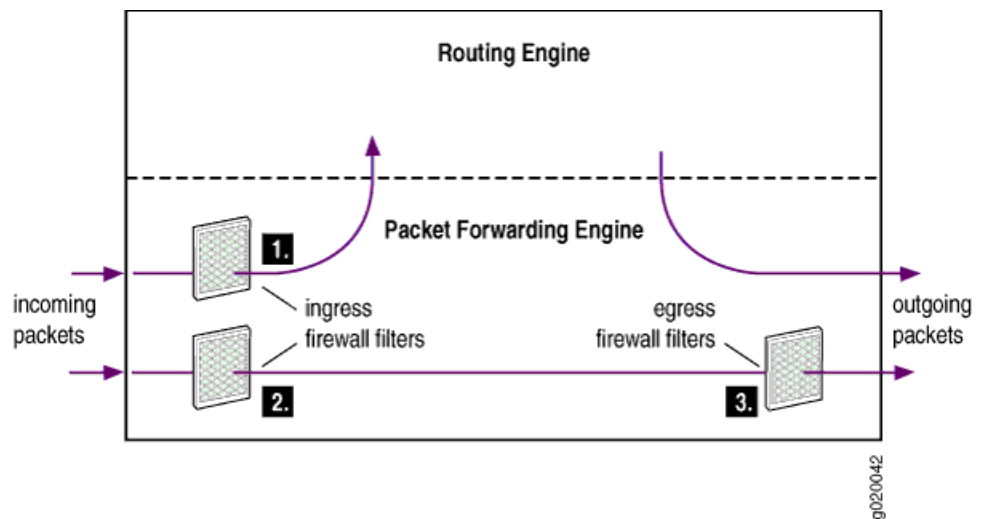 Routing Engine
Packet Forwarding Engine
1.
incoming
packets
ingress
firewall filters
egress
firewall filters
outgoing
packets
2.
3.
g020042